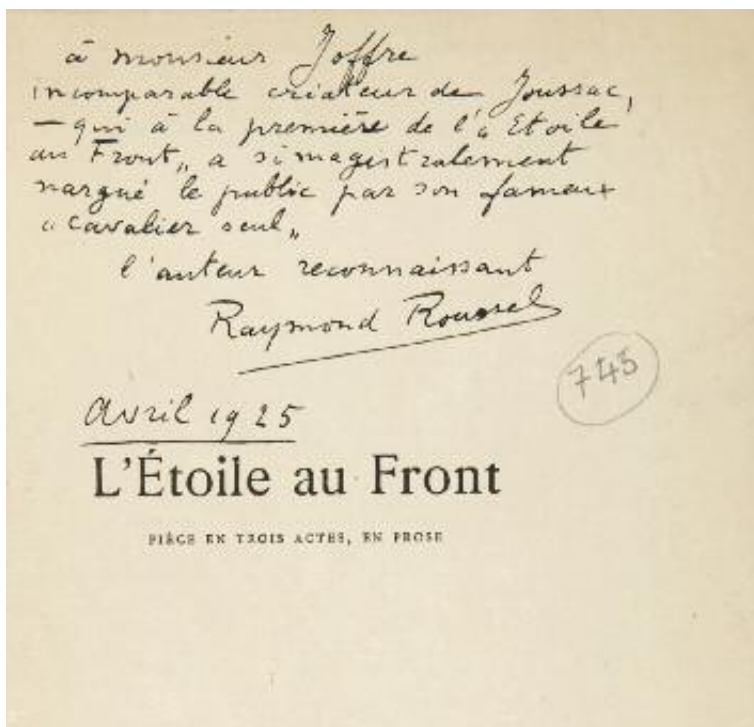 à monsieur Joffre
incomparable créateur de Joussac,
— qui à la première de l'„ Etoile
au Front „ a si magistralement
nargué le public par son fameux
„ cavalier seul „
l'auteur reconnaissant
Raymond Roussel
745
Avril 1925
L'Étoile au Front
PIÈCE EN TROIS ACTES, EN PROSE